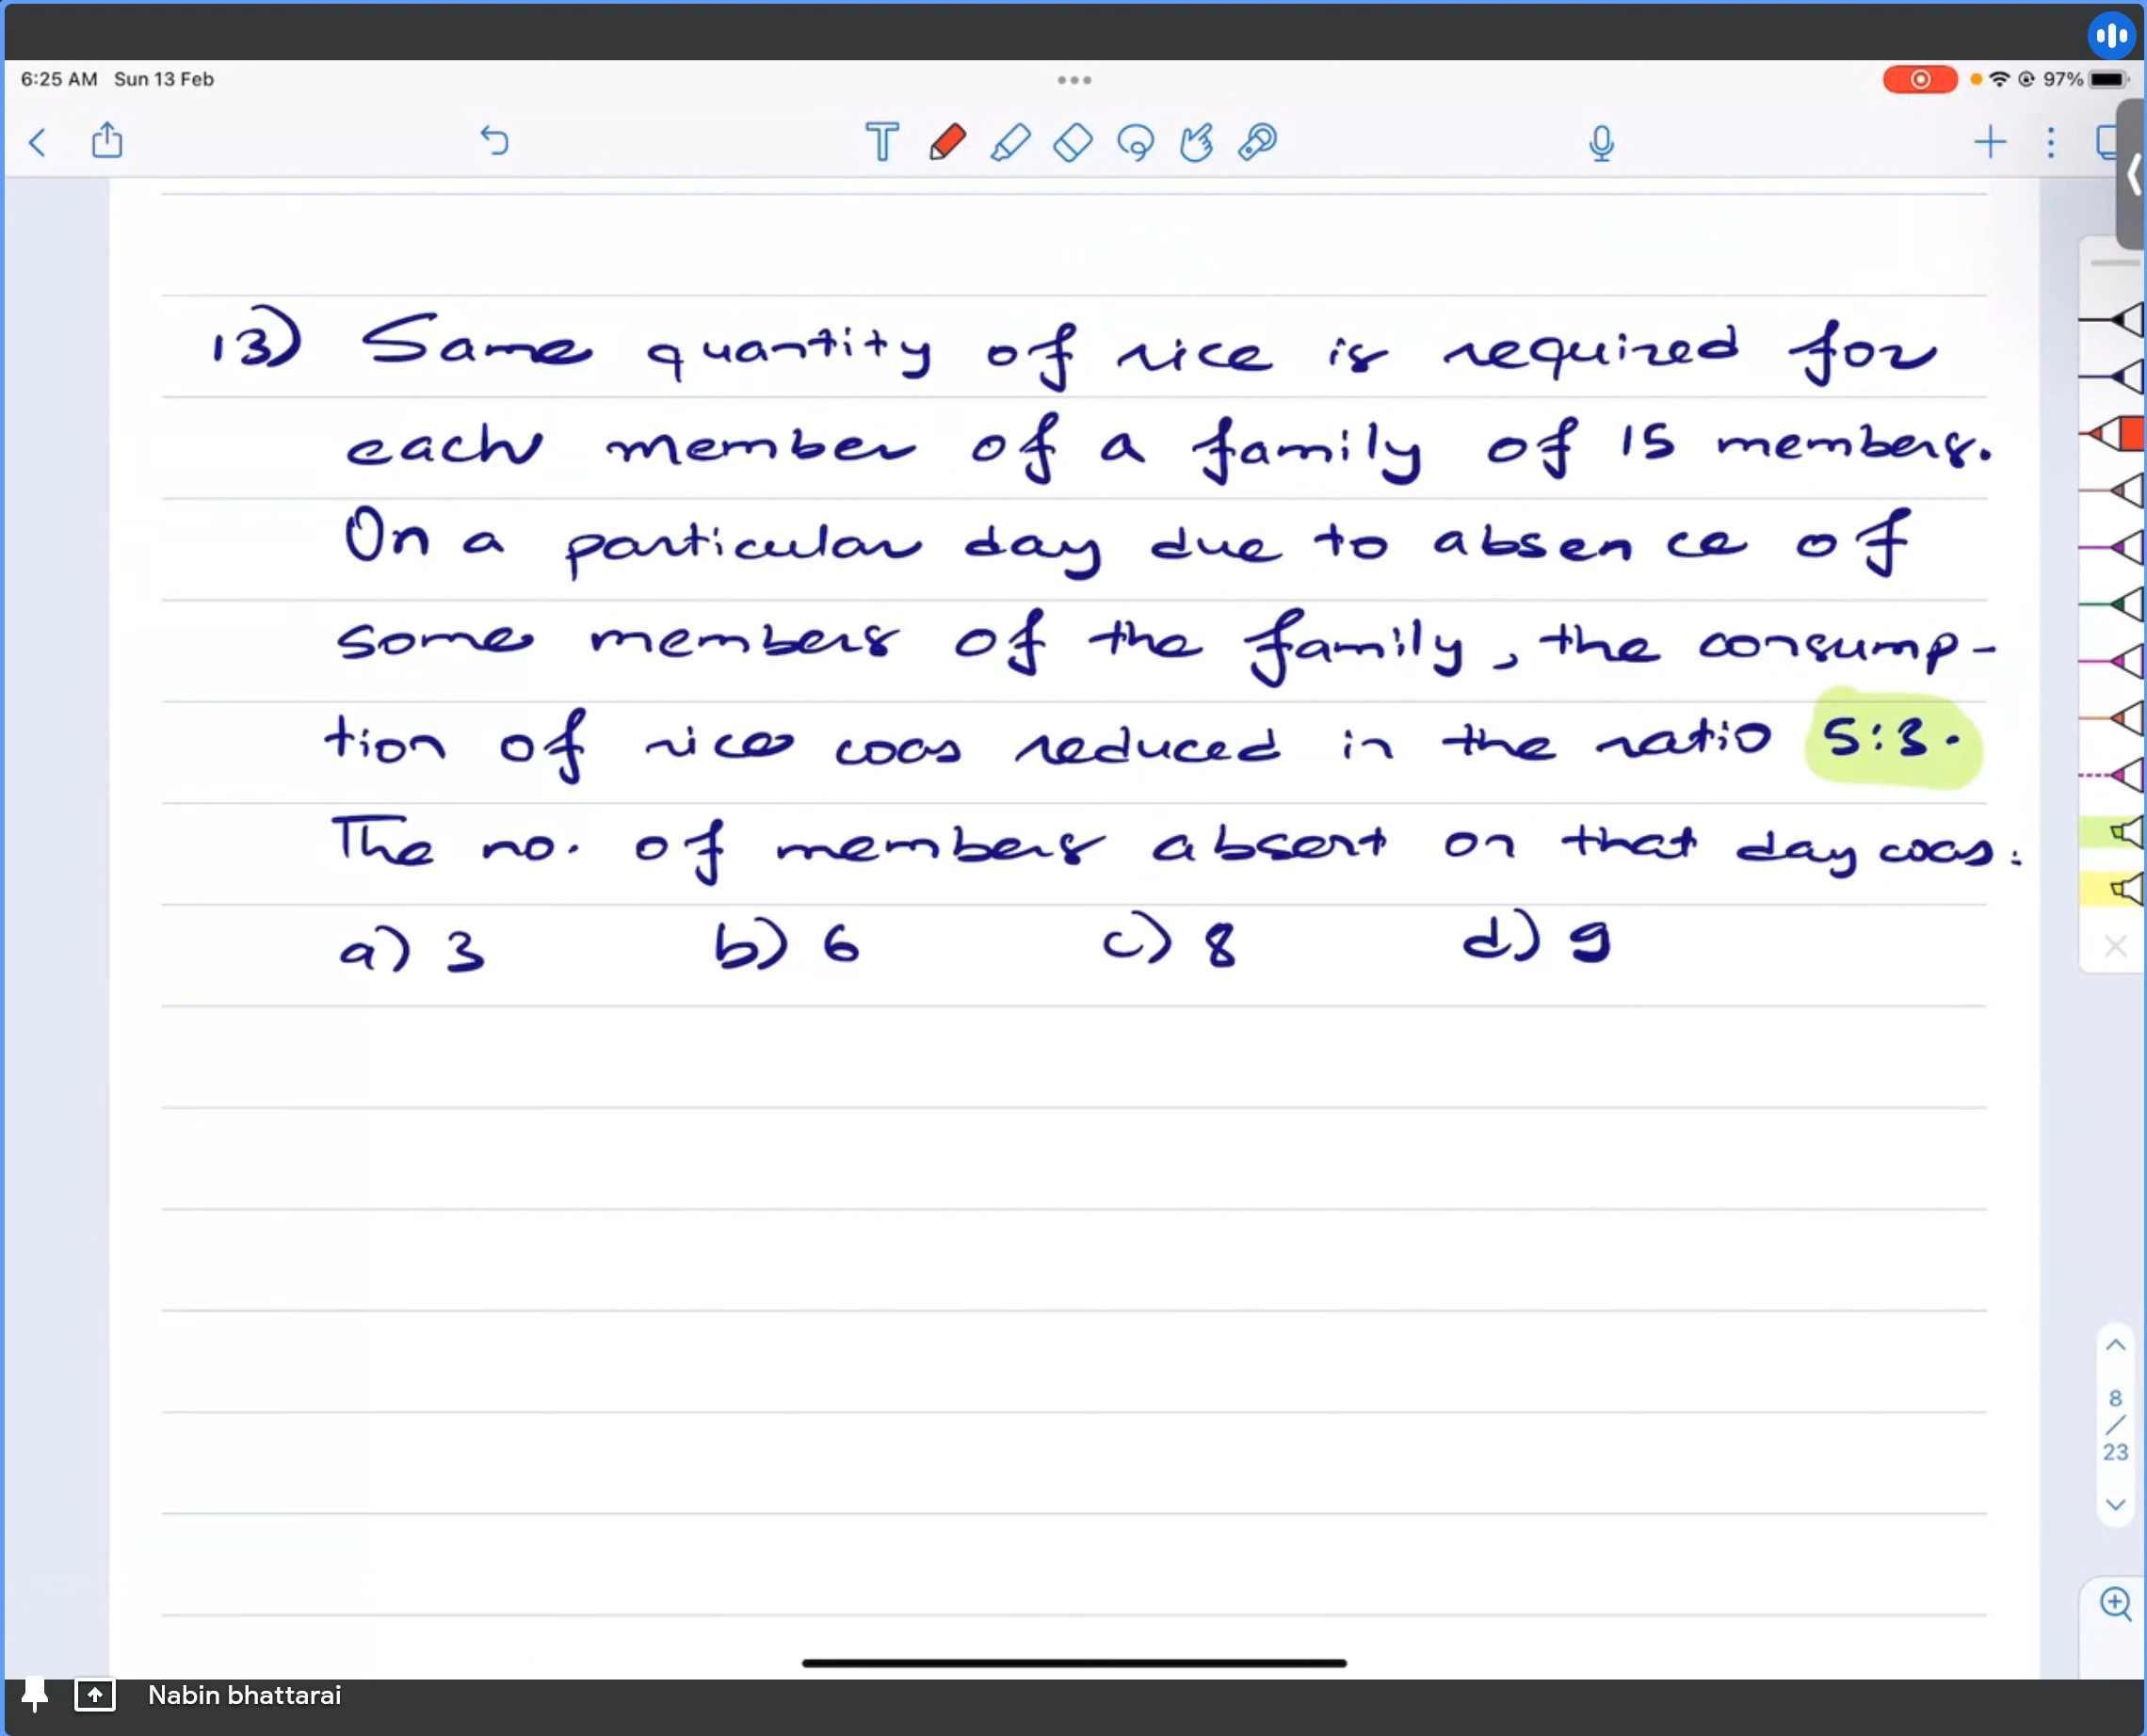 6:25 AM Sun 13 Feb
97%
T
13) Same quantity of rice is required for
each member of a family of 15 members.
On a particular day due to absence of
some members of the family, the consump-
tion of rice was reduced in the ratio 5:3.
The no. of members absent on that day was:
a) 3 b) 6 c) 8 d) 9
8
/
23
Nabin bhattarai